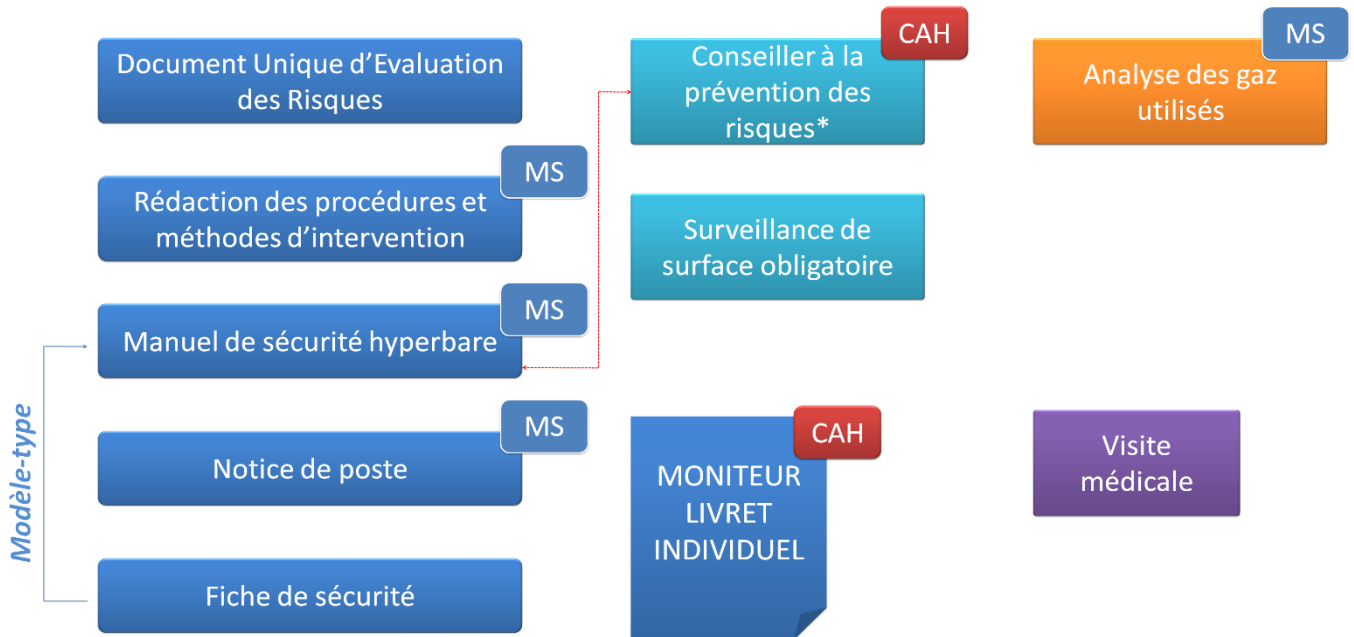 Document Unique d'Evaluation
des Risques
MS
Rédaction des procédures et
méthodes d'intervention
MS
Manuel de sécurité hyperbare
MS
Notice de poste
Fiche de sécurité
Modèle-type
CAH
Conseiller à la
prévention des
risques*
Surveillance de
surface obligatoire
CAH
MONITEUR
LIVRET
INDIVIDUEL
MS
Analyse des gaz
utilisés
Visite
médicale